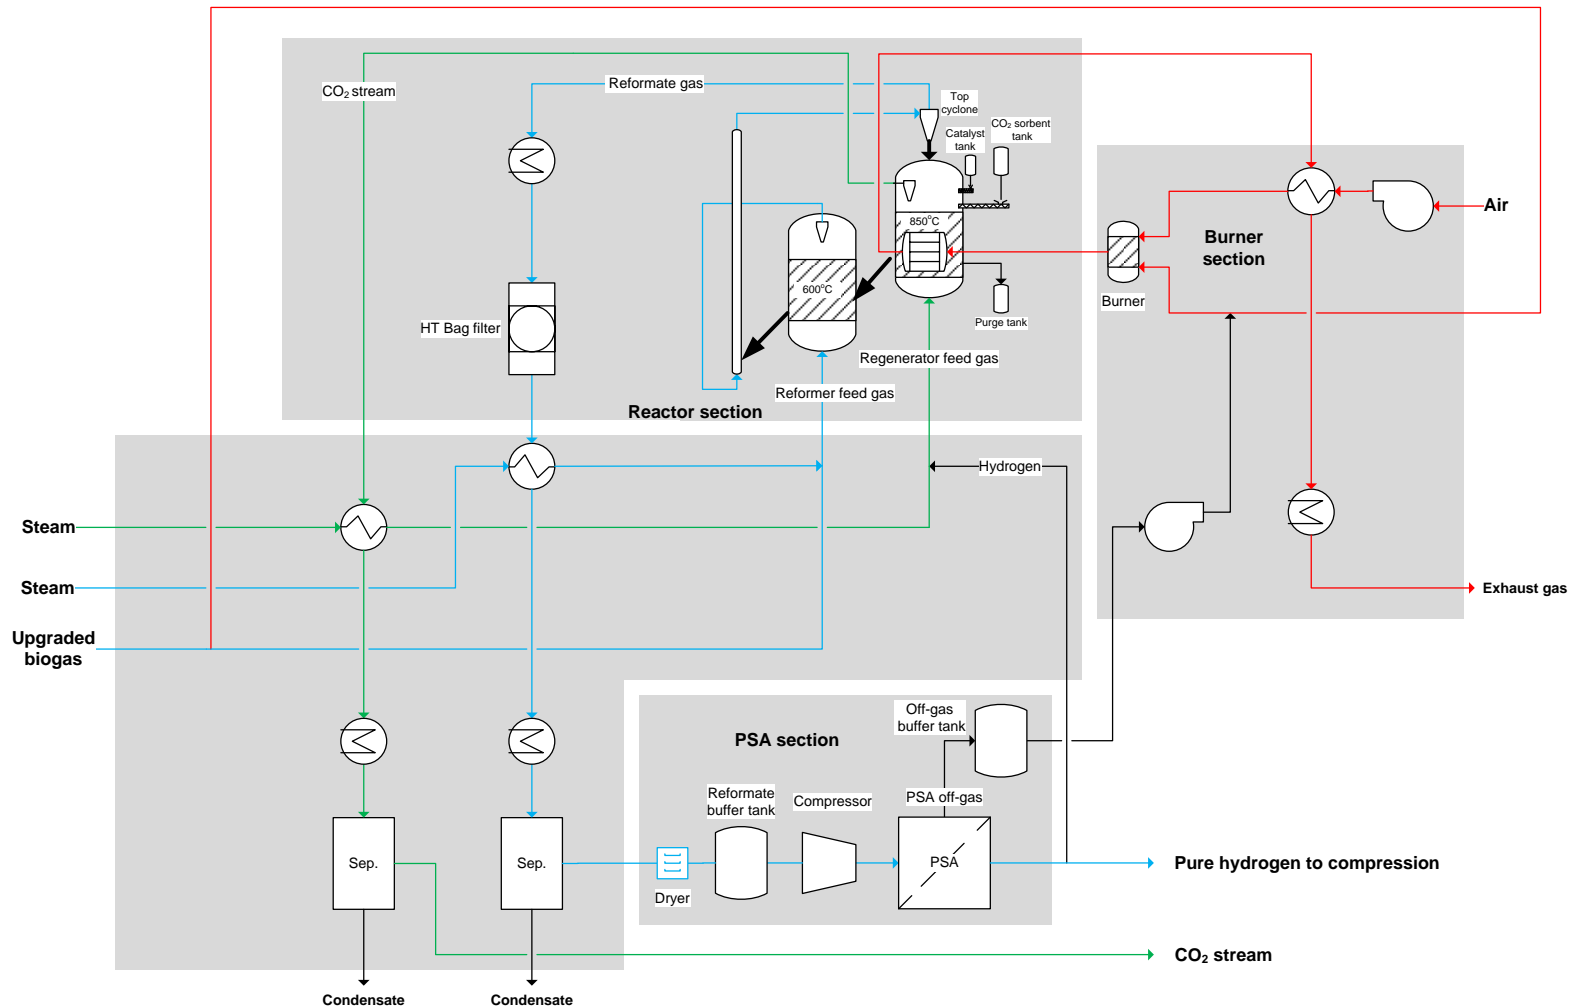 CO₂ stream
Reformate gas
Top
cyclone
CO₂ sorbent
tank
Catalyst
tank
850°C
600°C
HT Bag filter
Purge tank
Regenerator feed gas
Reformer feed gas
Reactor section
Air
Burner
section
Burner
Hydrogen
Steam
Steam
Upgraded
biogas
Exhaust gas
Off-gas
buffer tank
PSA section
Reformate
buffer tank
Compressor
PSA off-gas
Sep.
Sep.
Dryer
PSA
Pure hydrogen to compression
CO₂ stream
Condensate
Condensate